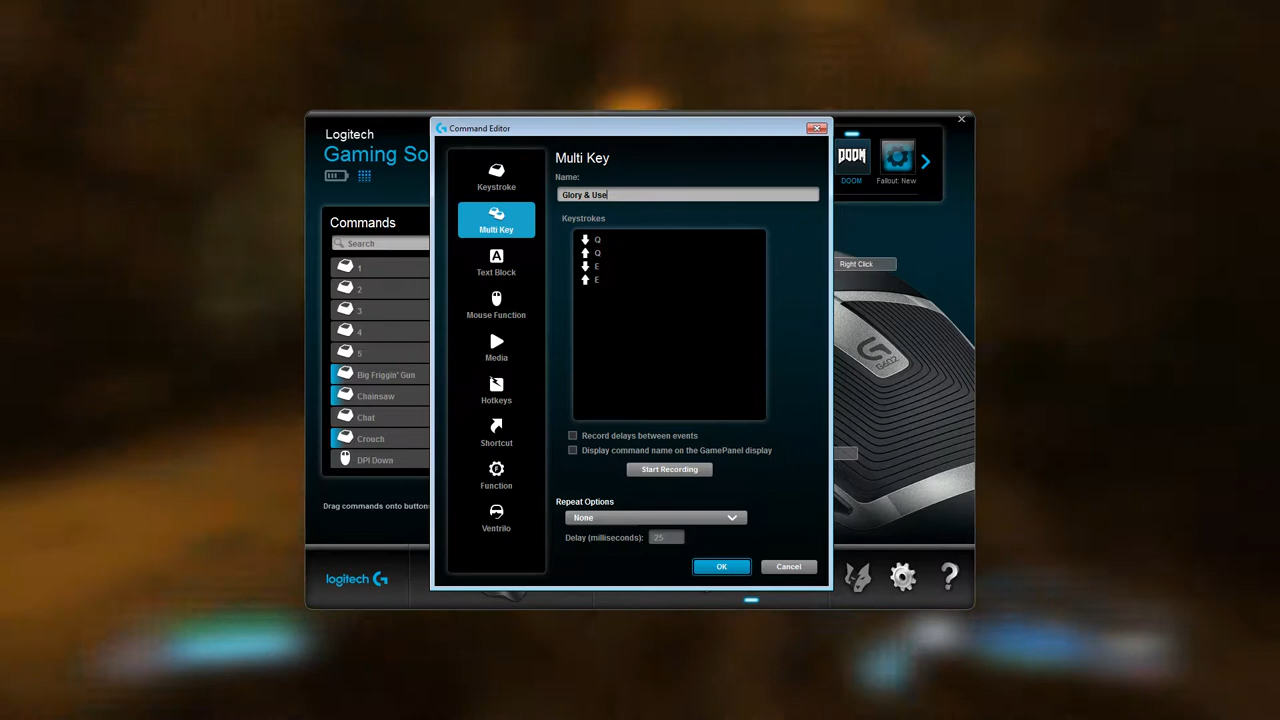 Logitech
Gaming So
Command Editor
Commands
Search
1
2
3
4
5
Big Friggin' Gun
Chainsaw
Chat
Crouch
DPI Down
Drag commands onto button
logitech G
Keystroke
Multi Key
A
Text Block
Mouse Function
Media
Hotkeys
Shortcut
F
Function
Ventrilo
Multi Key
Name:
Glory & Use
Keystrokes
Q
Q
E
E
Record delays between events
Display command name on the GamePanel display
Start Recording
Repeat Options
None
Delay (milliseconds): 25
OK Cancel
DOOM
DOOM
Fallout: New
Right Click
G602
?